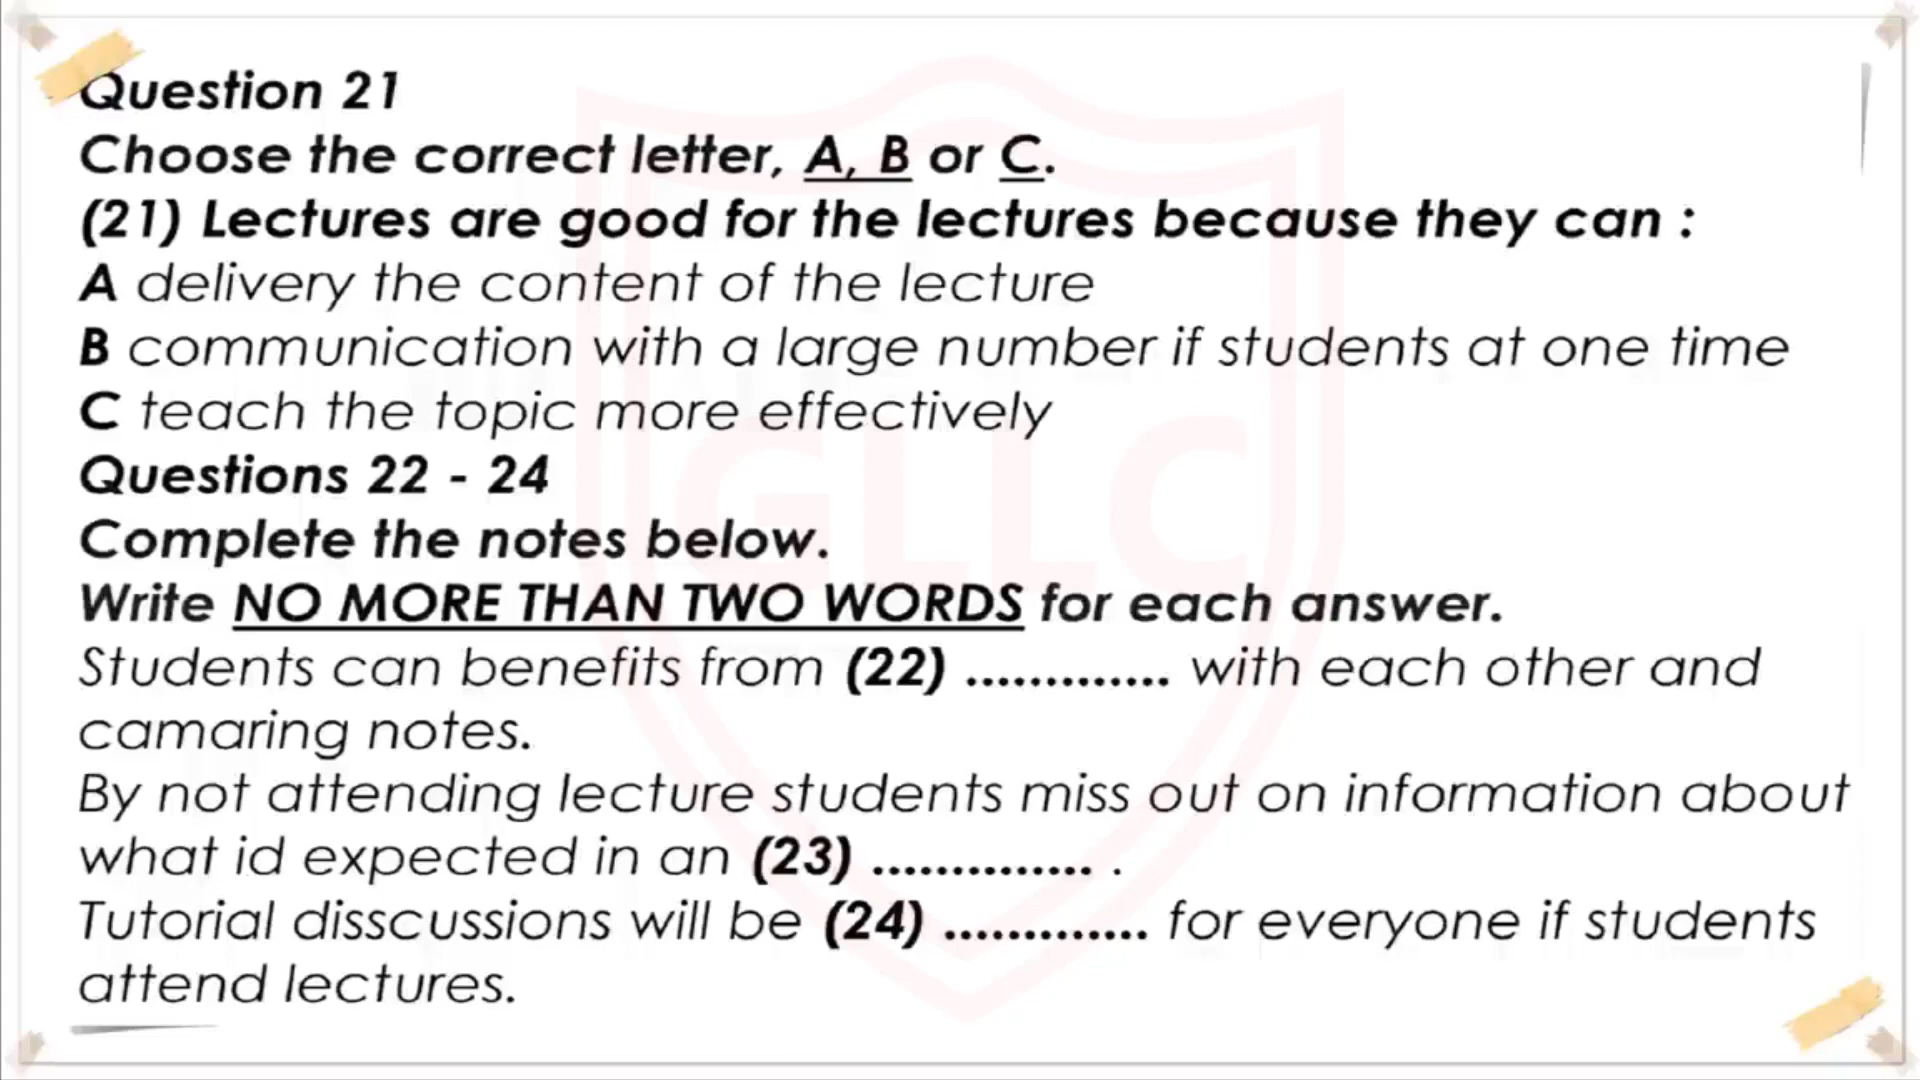 Question 21
Choose the correct letter, A, B or C.
(21) Lectures are good for the lectures because they can :
A delivery the content of the lecture
B communication with a large number if students at one time
C teach the topic more effectively
Questions 22 - 24
Complete the notes below.
Write NO MORE THAN TWO WORDS for each answer.
Students can benefits from (22) ............. with each other and
camaring notes.
By not attending lecture students miss out on information about
what id expected in an (23) .............. .
Tutorial disscussions will be (24) ............. for everyone if students
attend lectures.
GLLC